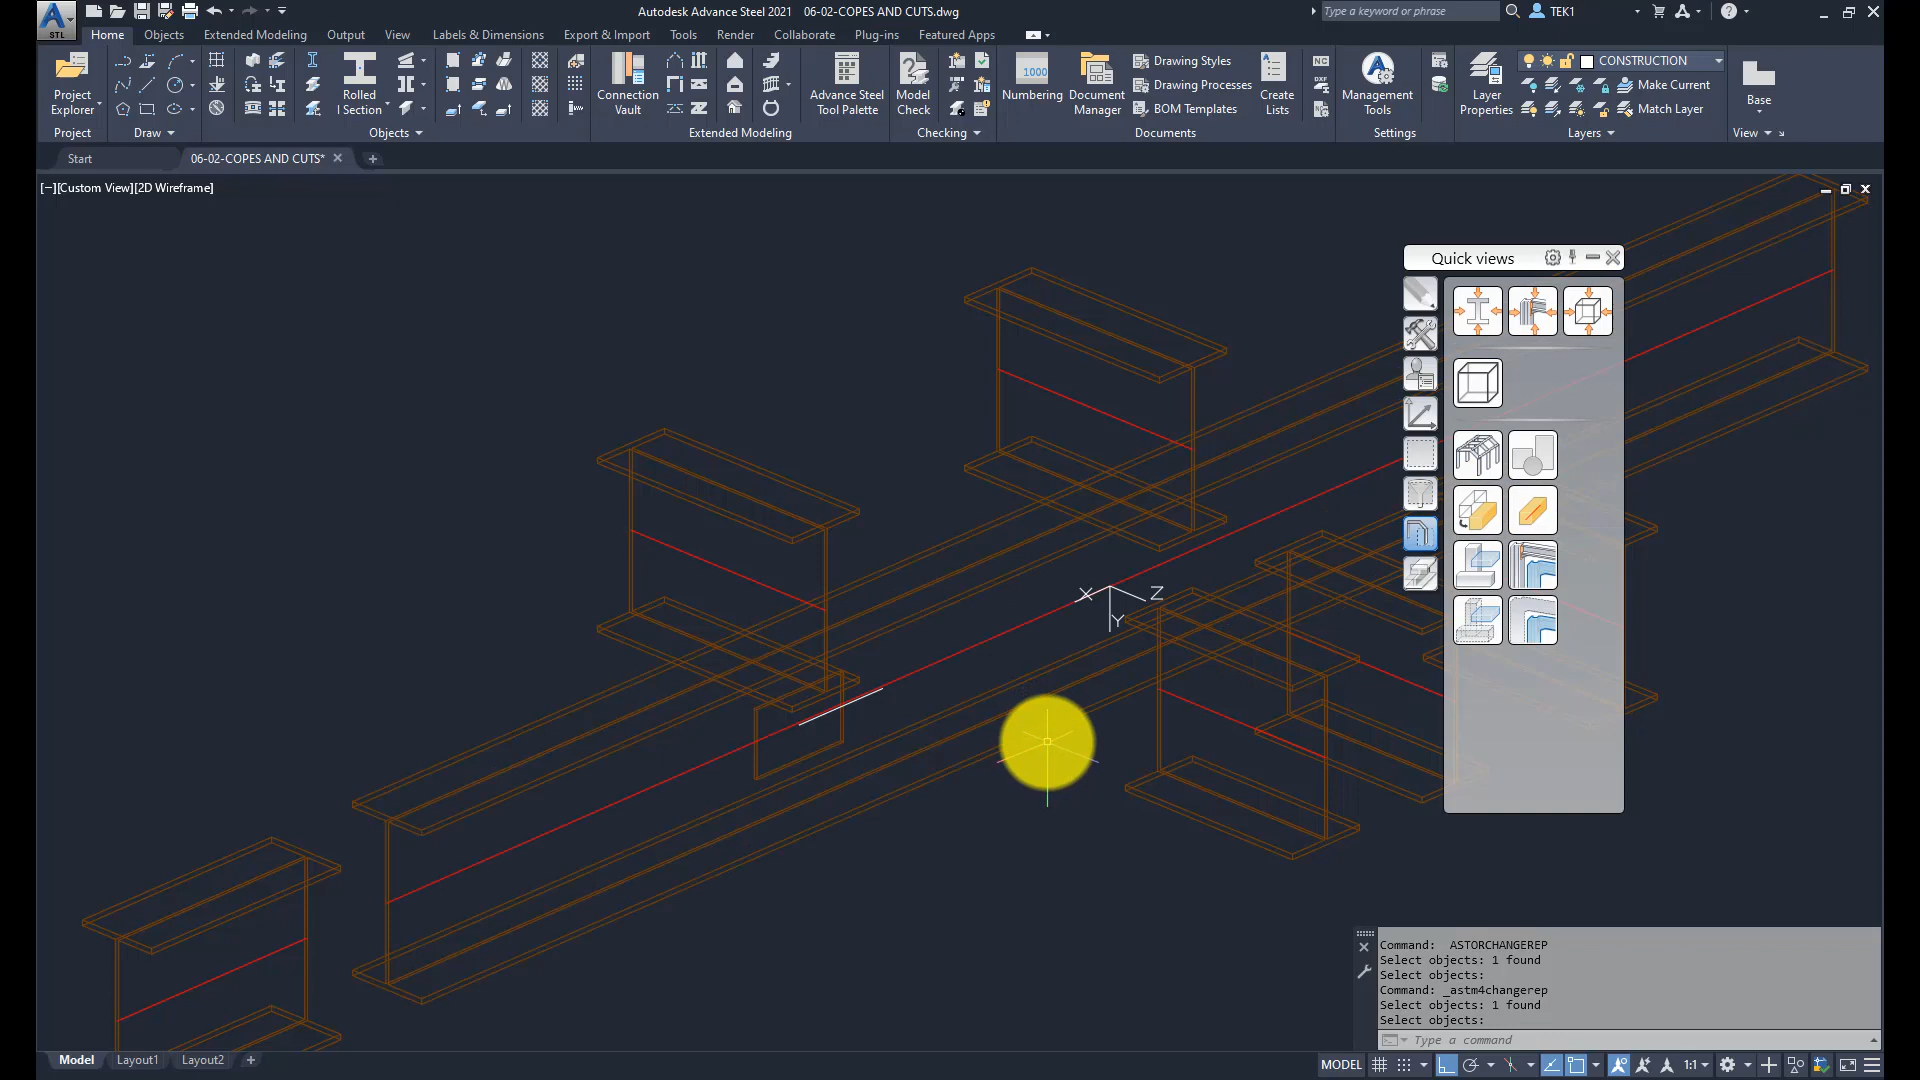 STL
Autodesk Advance Steel 2021   06-02-COPES AND CUTS.dwg
Type a keyword or phrase
TEK1
Home
Objects
Extended Modeling
Output
View
Labels & Dimensions
Export & Import
Tools
Render
Collaborate
Plug-ins
Featured Apps
Project
Explorer
Rolled
I Section
Connection
Vault
Advance Steel
Tool Palette
Model
Check
1000
Numbering
Document
Manager
Drawing Styles
Drawing Processes
BOM Templates
Create
Lists
NC
DXF
NC
Management
Tools
Layer
Properties
CONSTRUCTION
Make Current
Match Layer
Base
Project
Draw
Objects
Extended Modeling
Checking
Documents
Settings
Layers
View
Start
06-02-COPES AND CUTS*
[−][Custom View][2D Wireframe]
Quick views
X
Z
Y
Command:  ASTORCHANGEREP
Select objects: 1 found
Select objects:
Command: _astm4changerep
Select objects: 1 found
Select objects:
Type a command
Model
Layout1
Layout2
MODEL
1:1